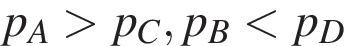 p_A > p_C, p_B < p_D